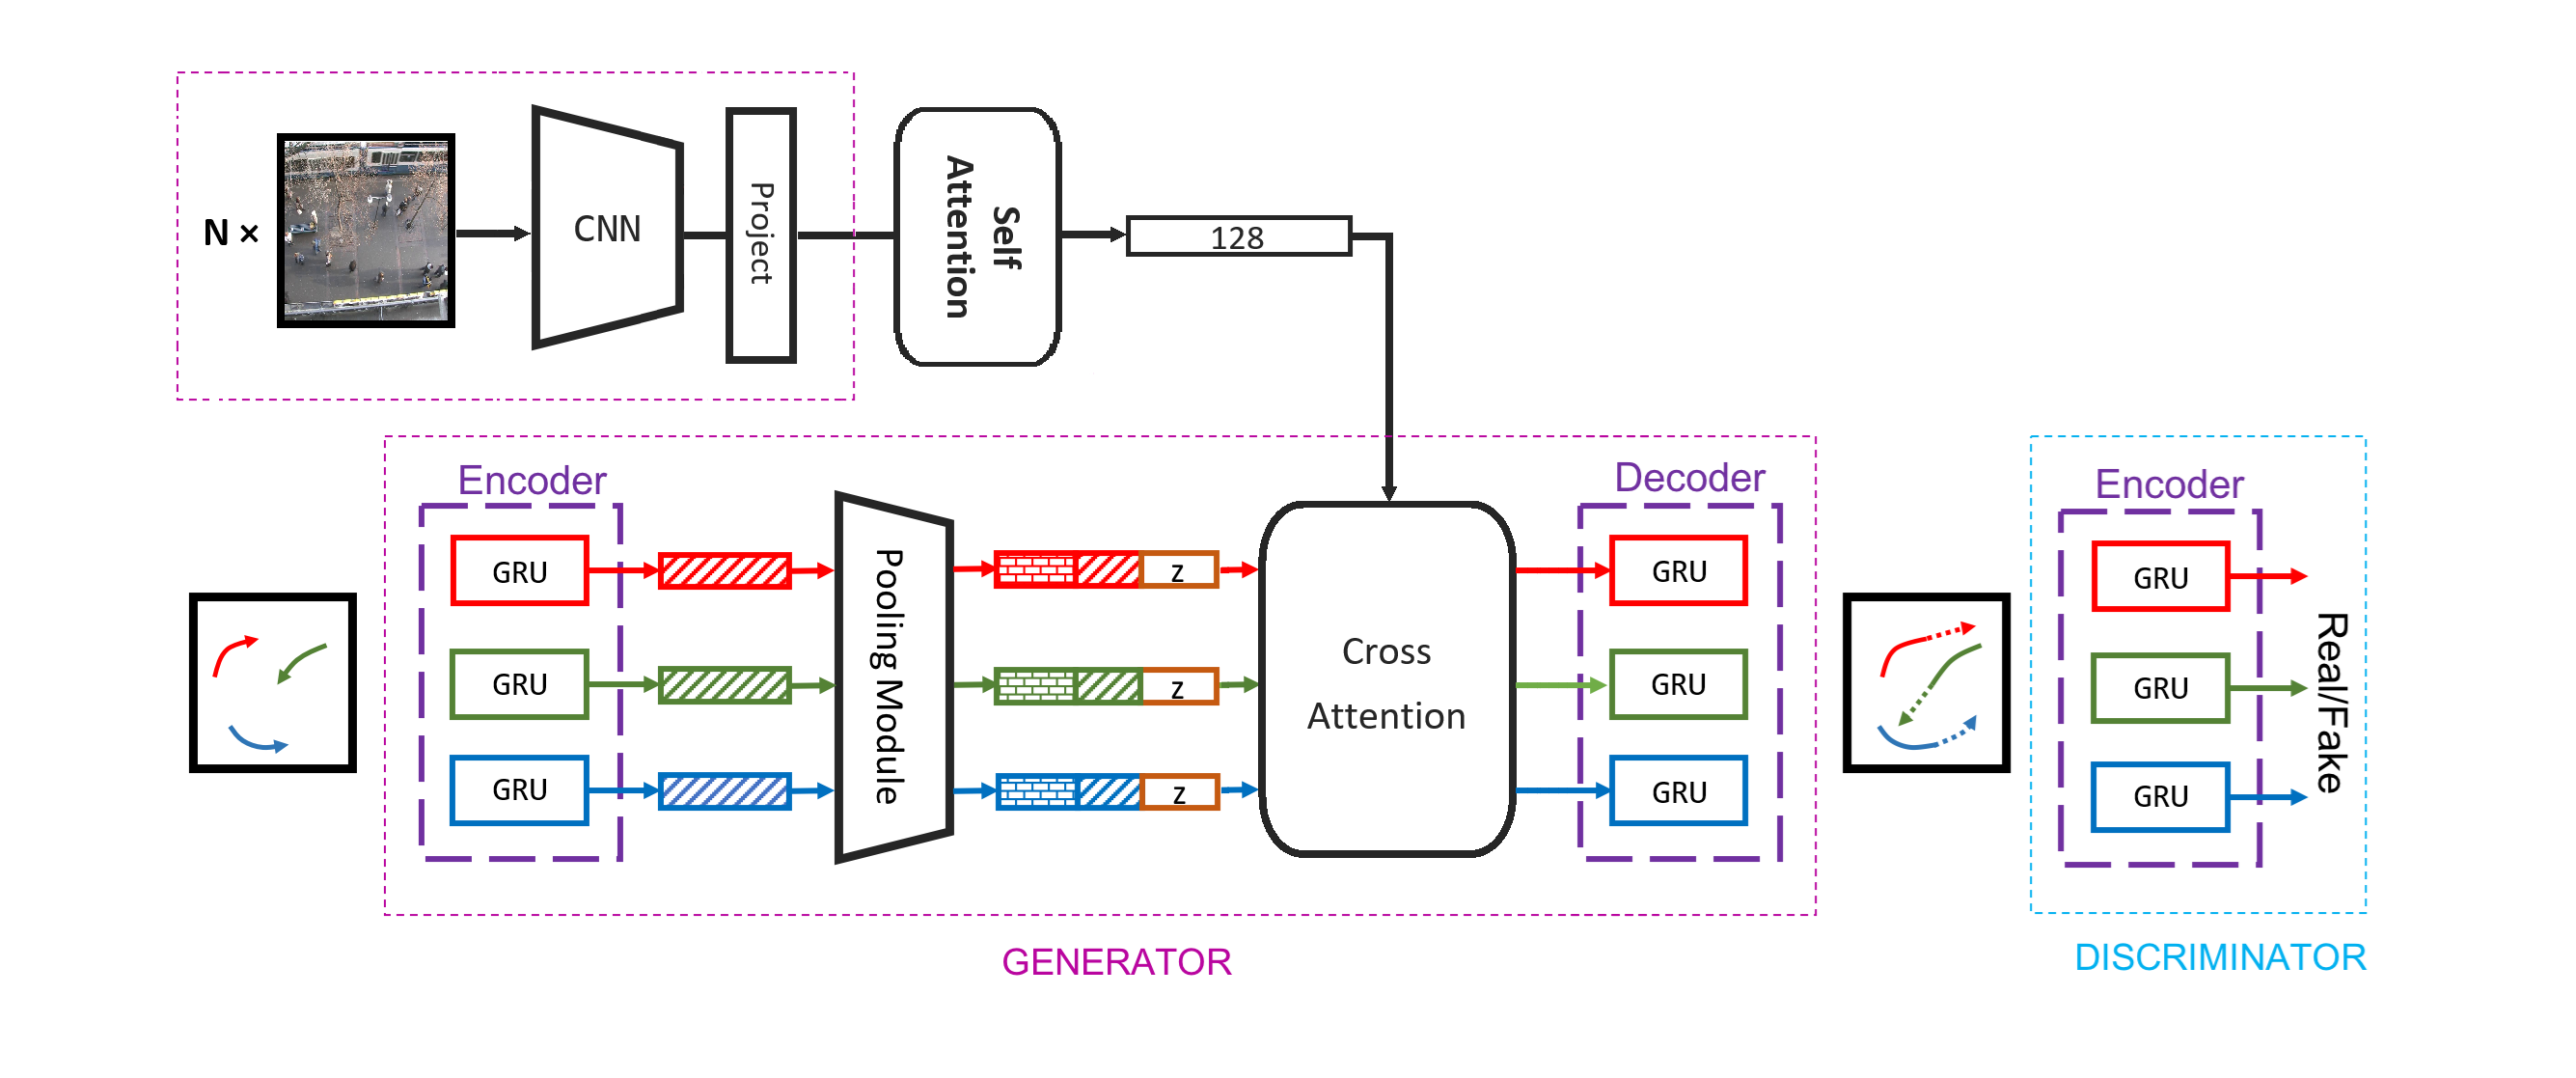 N ×
CNN
Project
Self
Attention
128
Encoder
GRU
GRU
GRU
Pooling Module
z
z
z
Cross
Attention
Decoder
GRU
GRU
GRU
GENERATOR
Encoder
GRU
GRU
GRU
Real/Fake
DISCRIMINATOR